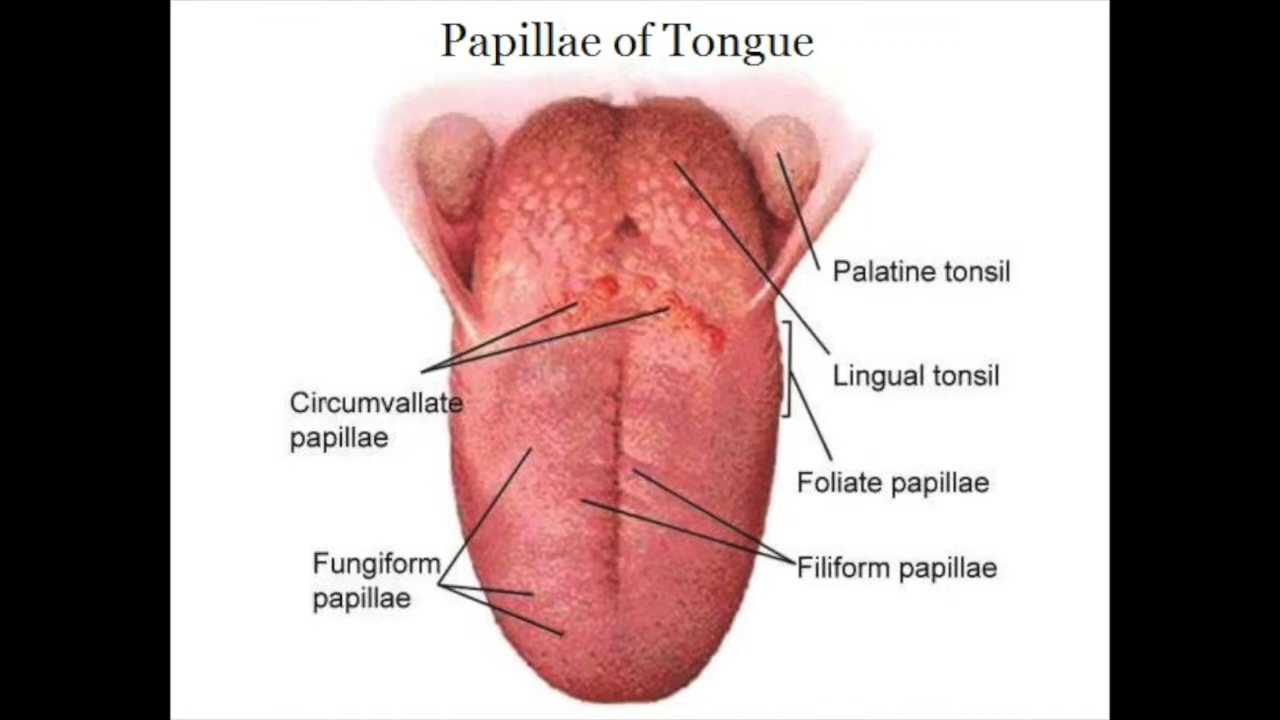 Papillae of Tongue
Palatine tonsil
Lingual tonsil
Circumvallate
papillae
Foliate papillae
Fungiform
papillae
Filiform papillae